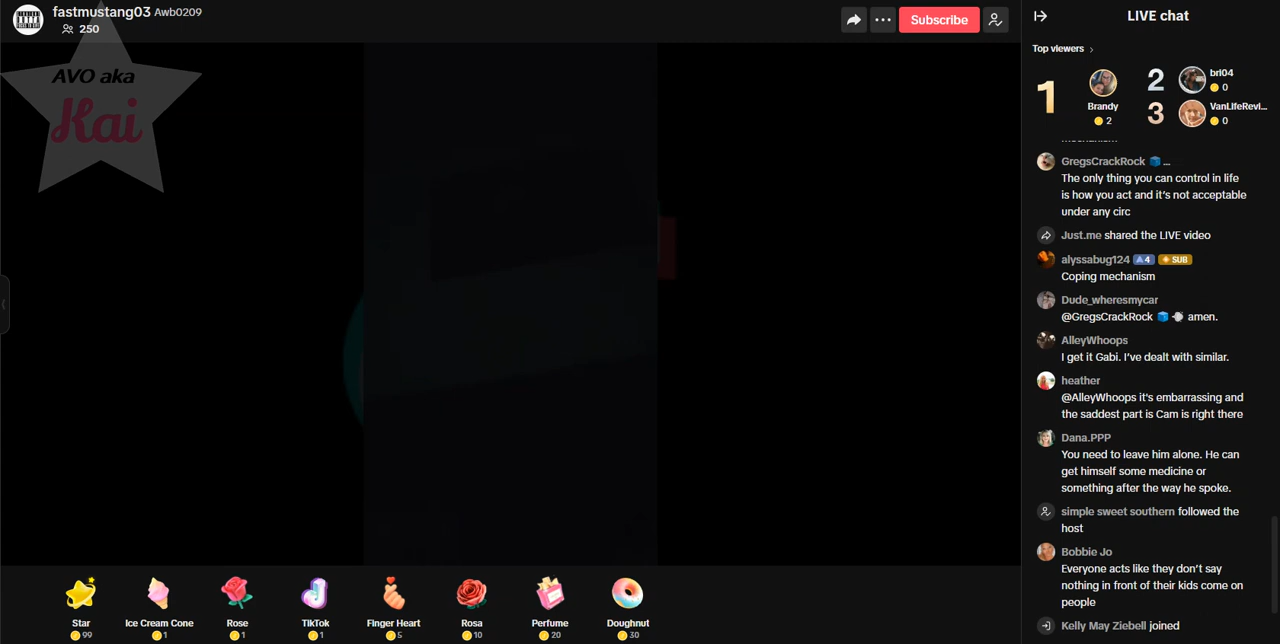 fastmustang03 Awb0209
250
Subscribe
AVO aka
Kai
LIVE chat
Top viewers
1
Brandy
2
2
bri04
0
3
VanLifeRevi...
0
GregsCrackRock ...
The only thing you can control in life
is how you act and it's not acceptable
under any circ
Just.me shared the LIVE video
alyssabug124 4 SUB
Coping mechanism
Dude_wheresmycar
@GregsCrackRock amen.
AlleyWhoops
I get it Gabi. I've dealt with similar.
heather
@AlleyWhoops it's embarrassing and
the saddest part is Cam is right there
Dana.PPP
You need to leave him alone. He can
get himself some medicine or
something after the way he spoke.
simple sweet southern followed the
host
Bobbie Jo
Everyone acts like they don't say
nothing in front of their kids come on
people
Kelly May Ziebell joined
Star
99
Ice Cream Cone
1
Rose
1
TikTok
1
Finger Heart
5
Rosa
10
Perfume
20
Doughnut
30